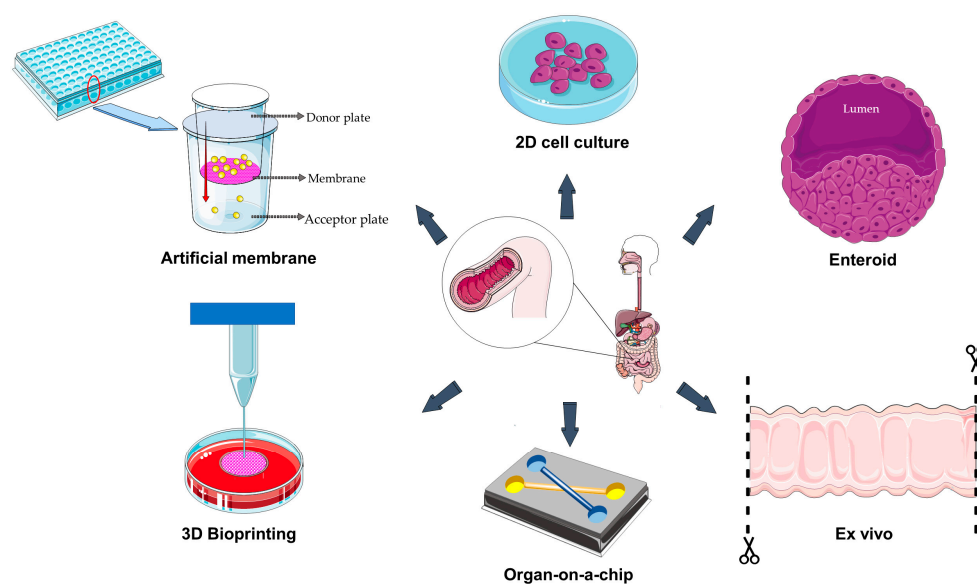 Donor plate
Membrane
Acceptor plate
Artificial membrane
2D cell culture
Lumen
Enteroid
3D Bioprinting
Organ-on-a-chip
Ex vivo